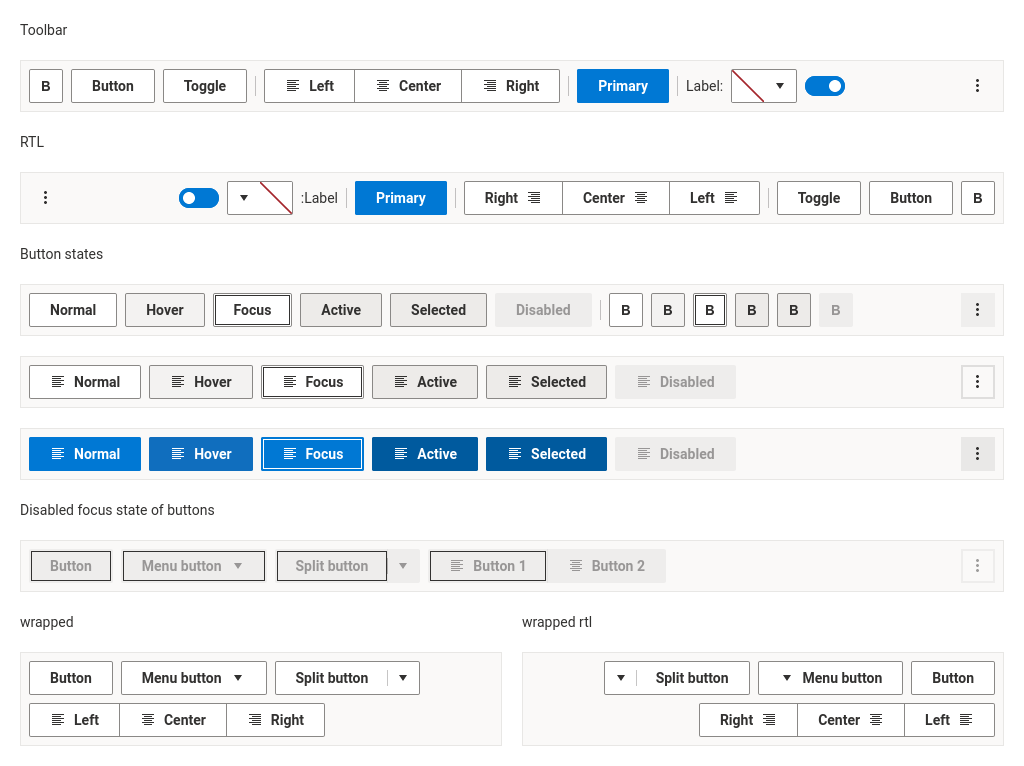 Toolbar
B Button Toggle Left Center Right Primary Label:
RTL
:Label Primary Right Center Left Toggle Button B
Button states
Normal Hover Focus Active Selected Disabled B B B B B B
Normal Hover Focus Active Selected Disabled
Normal Hover Focus Active Selected Disabled
Disabled focus state of buttons
Button Menu button Split button Button 1 Button 2
wrapped
Button Menu button Split button
Left Center Right
wrapped rtl
Split button Menu button Button
Right Center Left